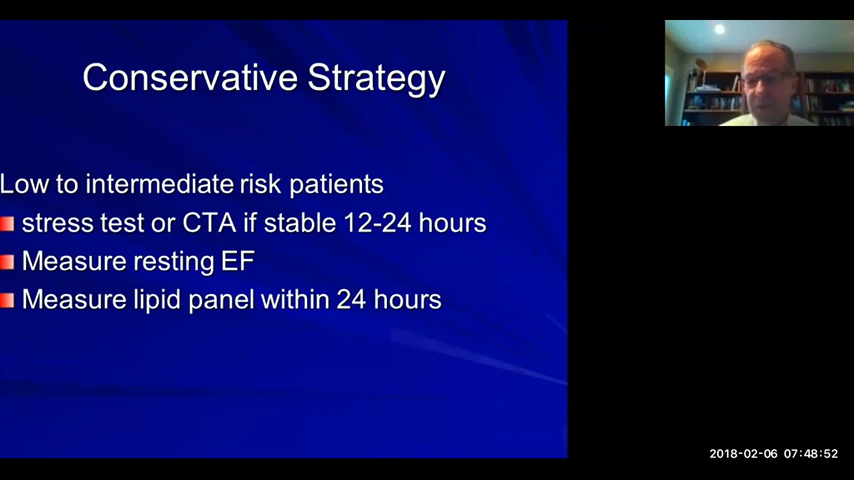 Conservative Strategy
Low to intermediate risk patients
stress test or CTA if stable 12-24 hours
Measure resting EF
Measure lipid panel within 24 hours
2018-02-06 07:48:52